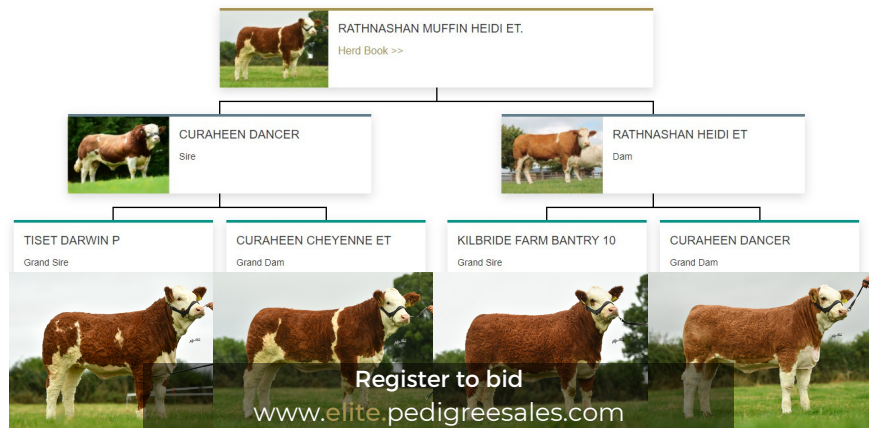 RATHNASHAN MUFFIN HEIDI ET.
Herd Book >>
CURAHEEN DANCER
Sire
RATHNASHAN HEIDI ET
Dam
TISET DARWIN P
Grand Sire
CURAHEEN CHEYENNE ET
Grand Dam
KILBRIDE FARM BANTRY 10
Grand Sire
CURAHEEN DANCER
Grand Dam
Register to bid
www.elite.pedigreesales.com